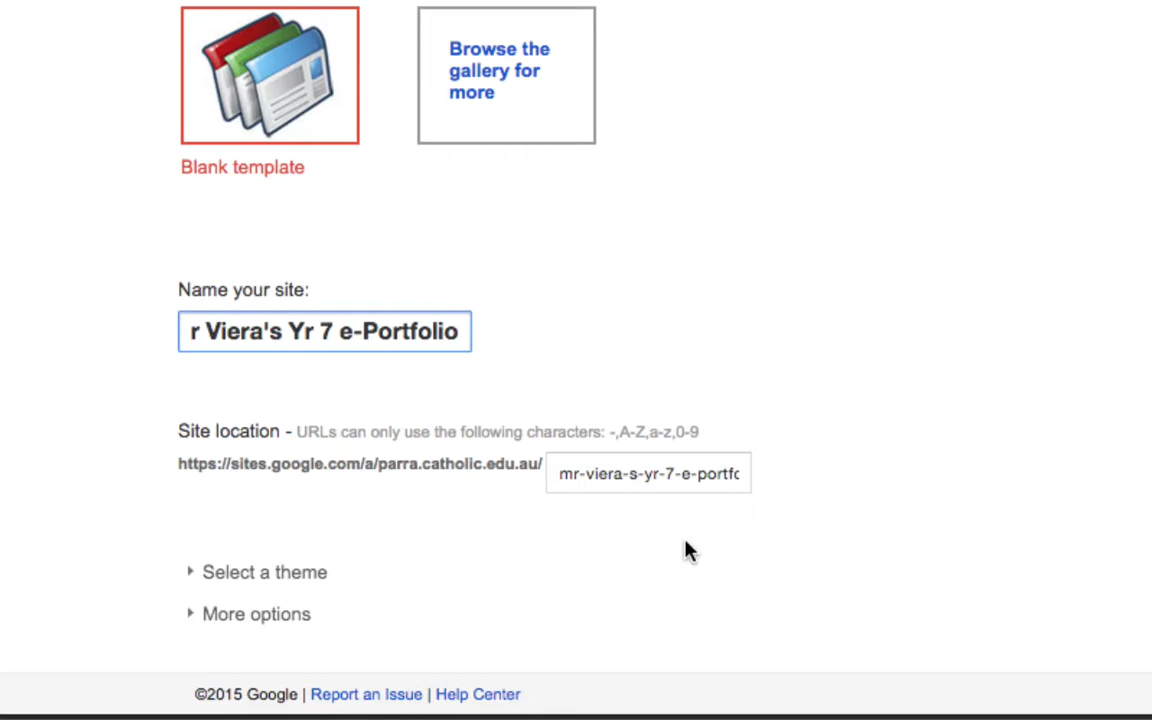 Browse the
gallery for
more
Blank template
Name your site:
r Viera's Yr 7 e-Portfolio
Site location - URLs can only use the following characters: -,A-Z,a-z,0-9
https://sites.google.com/a/parra.catholic.edu.au/ mr-viera-s-yr-7-e-portfc
Select a theme
More options
©2015 Google | Report an Issue | Help Center